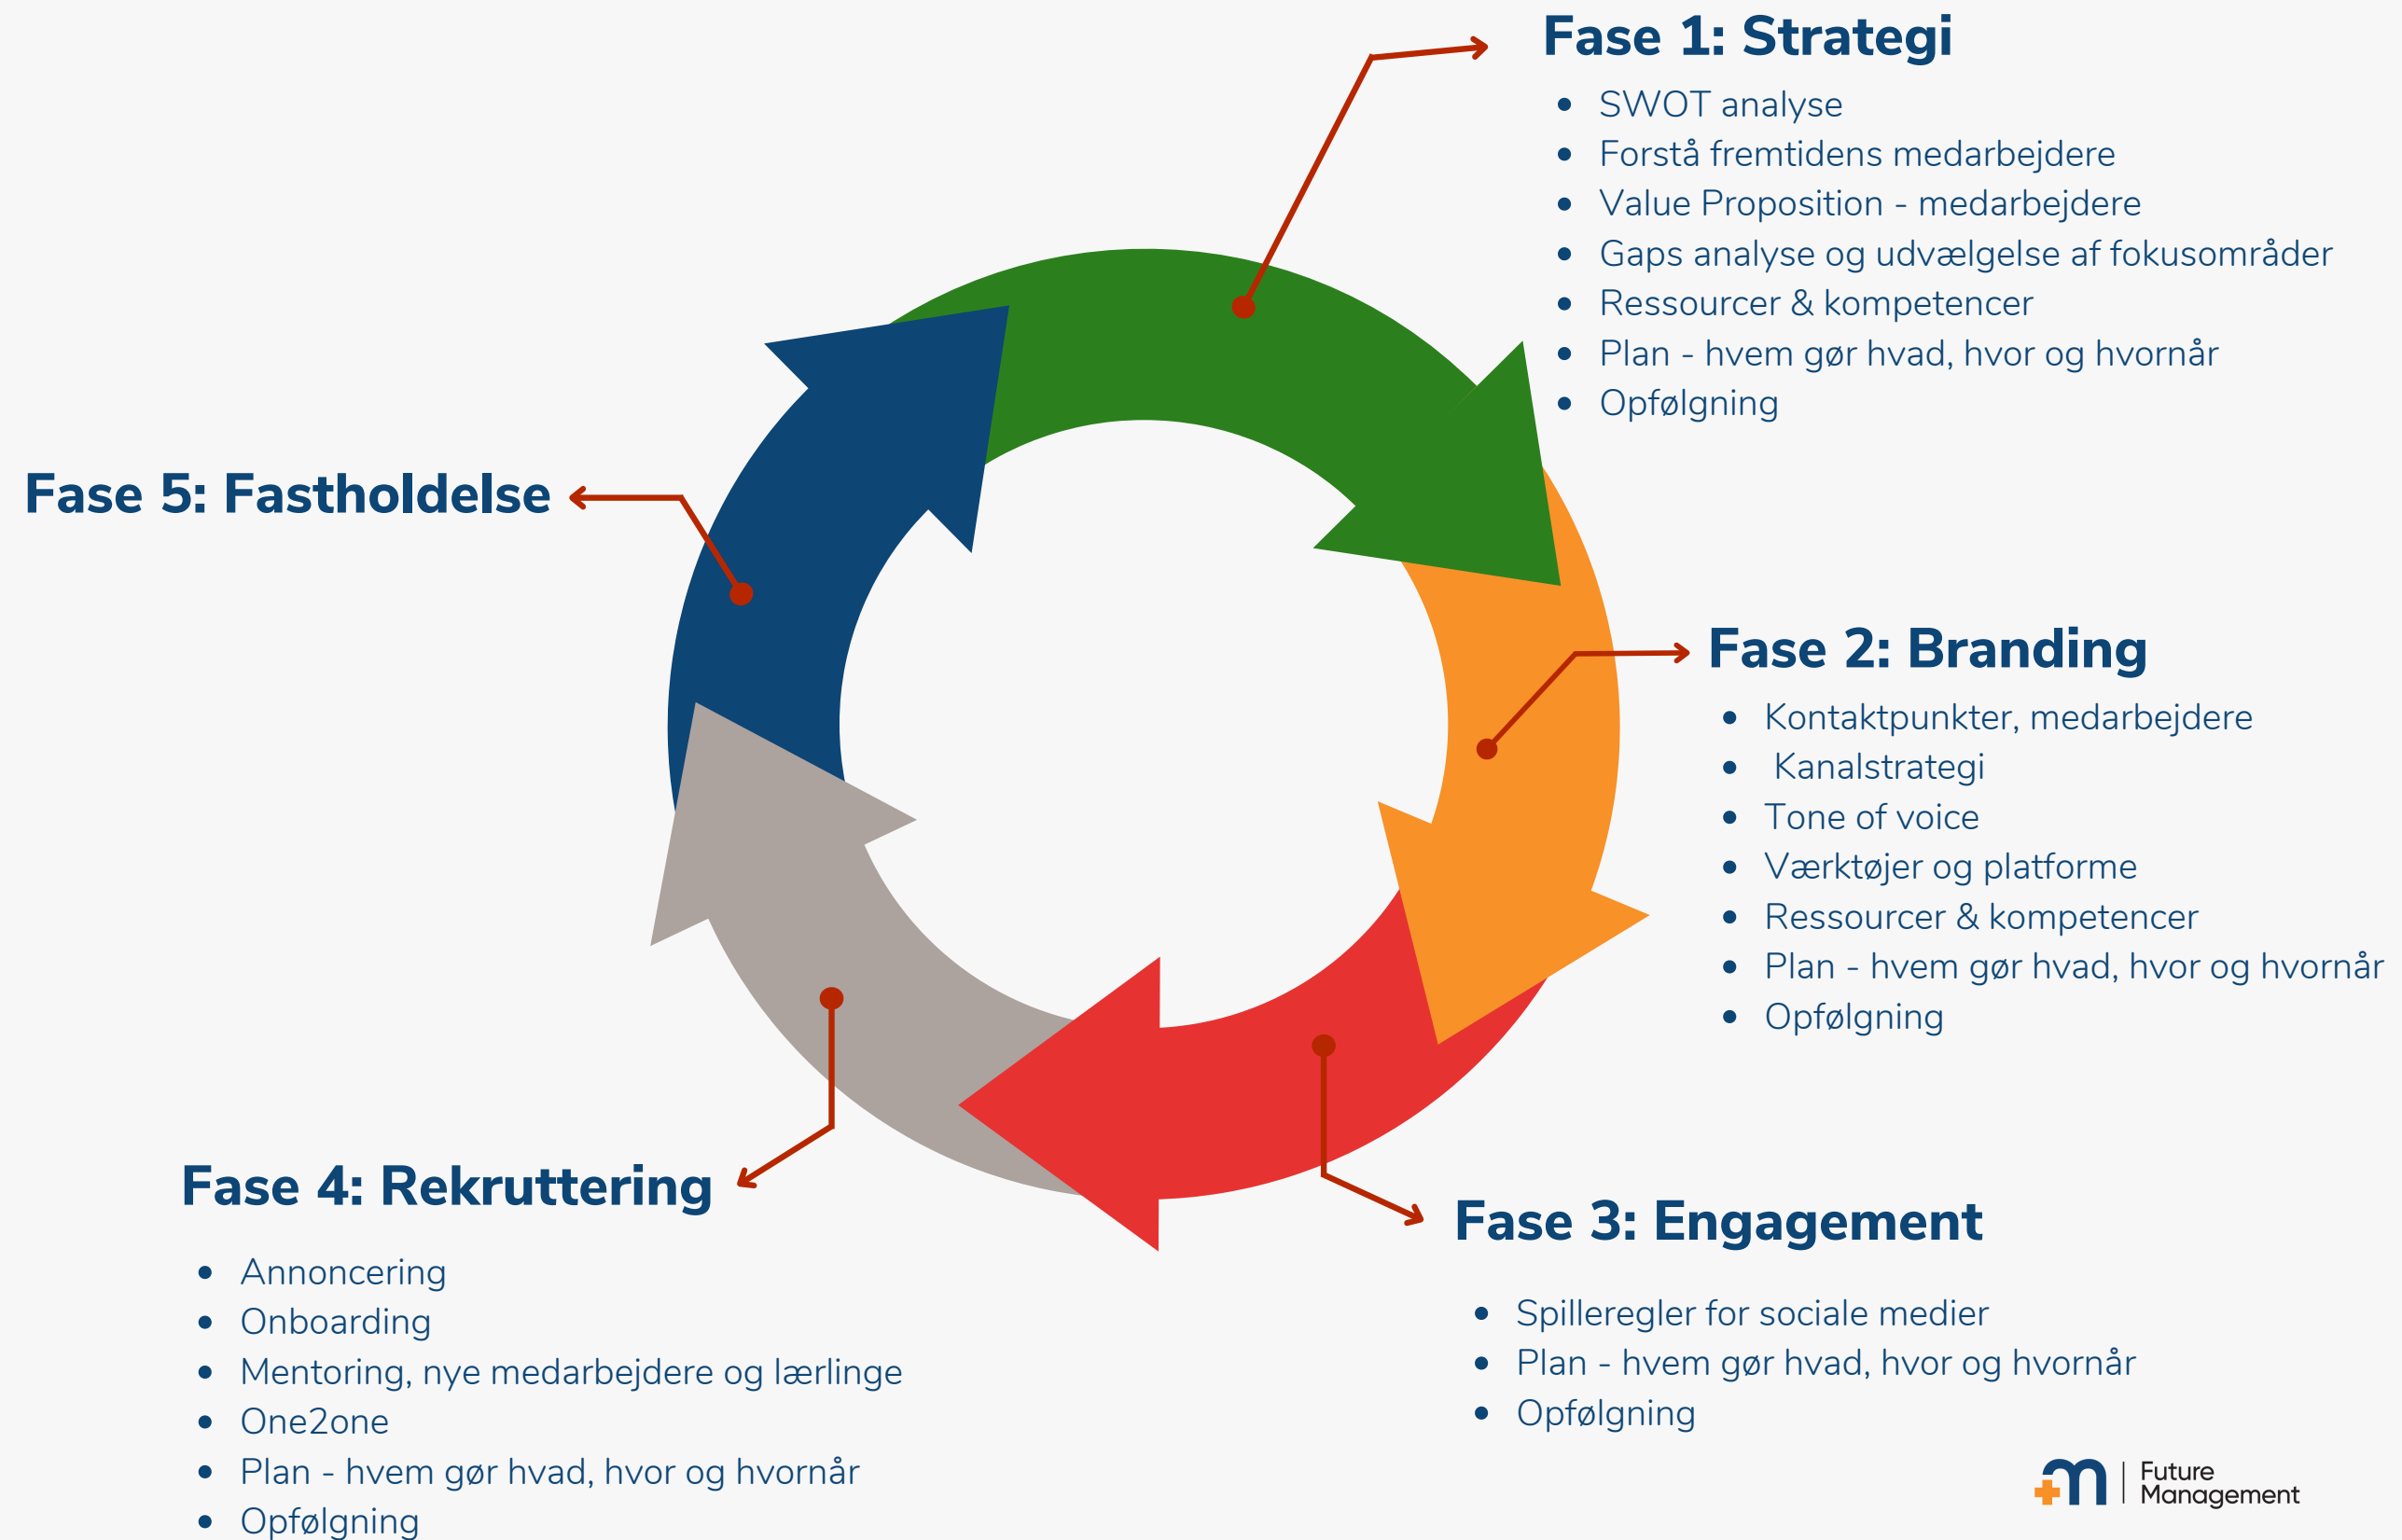 Fase 1: Strategi
SWOT analyse
Forstå fremtidens medarbejdere
Value Proposition - medarbejdere
Gaps analyse og udvælgelse af fokusområder
Ressourcer & kompetencer
Plan - hvem gør hvad, hvor og hvornår
Opfølgning
Fase 2: Branding
Kontaktpunkter, medarbejdere
Kanalstrategi
Tone of voice
Værktøjer og platforme
Ressourcer & kompetencer
Plan - hvem gør hvad, hvor og hvornår
Opfølgning
Fase 3: Engagement
Spilleregler for sociale medier
Plan - hvem gør hvad, hvor og hvornår
Opfølgning
Fase 4: Rekruttering
Annoncering
Onboarding
Mentoring, nye medarbejdere og lærlinge
One2one
Plan - hvem gør hvad, hvor og hvornår
Opfølgning
Fase 5: Fastholdelse
+m
Future
Management